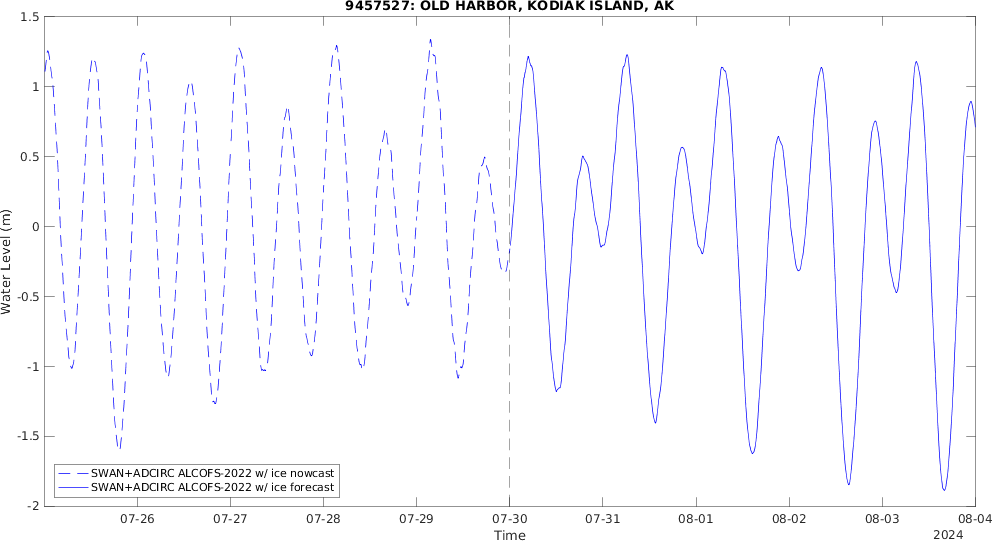 9457527: OLD HARBOR, KODIAK ISLAND, AK
1.5
1
0.5
0
-0.5
-1
-1.5
-2
Water Level (m)
SWAN+ADCIRC ALCOFS-2022 w/ ice nowcast
SWAN+ADCIRC ALCOFS-2022 w/ ice forecast
07-26 07-27 07-28 07-29 07-30 07-31 08-01 08-02 08-03 08-04
Time
2024